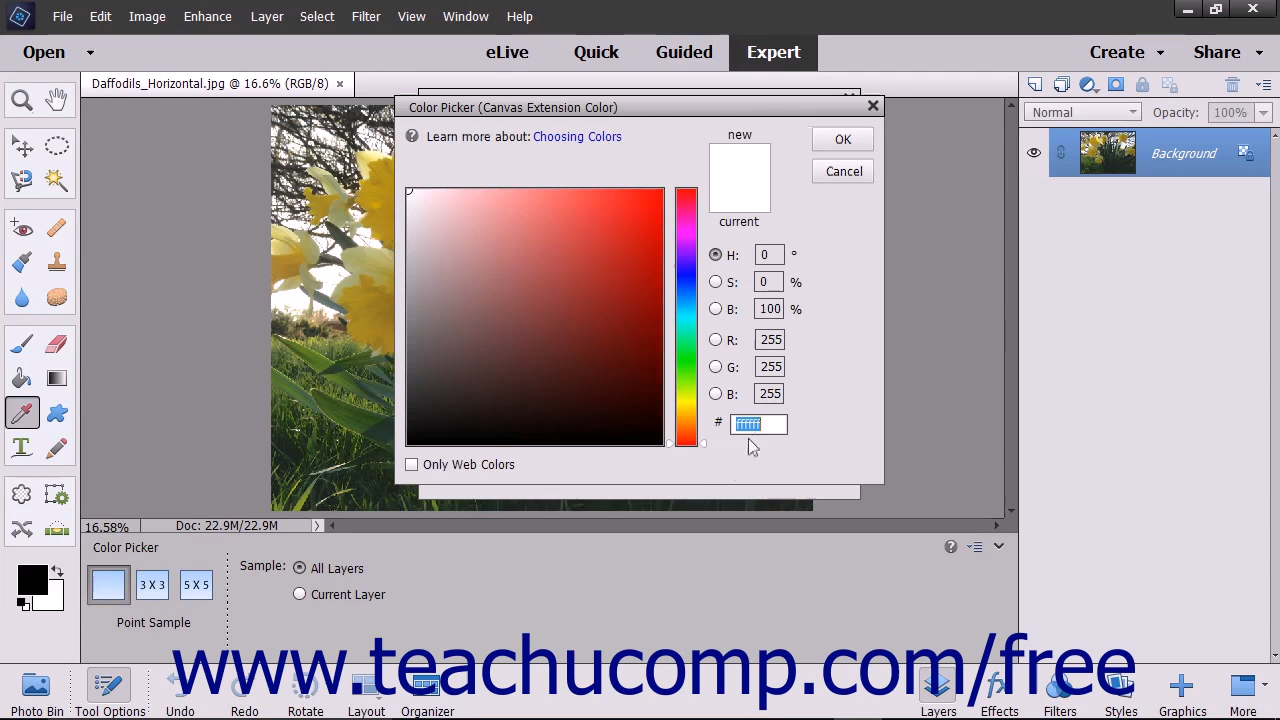 File Edit Image Enhance Layer Select Filter View Window Help
Open eLive Quick Guided Expert Create Share
Daffodils_Horizontal.jpg @ 16.6% (RGB/8) ×
Color Picker (Canvas Extension Color)
Learn more about: Choosing Colors
new
OK
Cancel
current
H: 0 °
S: 0 %
B: 100 %
R: 255
G: 255
B: 255
# ffffff
Only Web Colors
Normal Opacity: 100%
Background
16.58% Doc: 22.9M/22.9M
Color Picker
3 X 3 5 X 5
Point Sample
Sample: All Layers
Current Layer
www.teachucomp.com/free
Photo Bin Tool Options Undo Redo Rotate Layout Organizer Layers Effects Filters Styles Graphics More